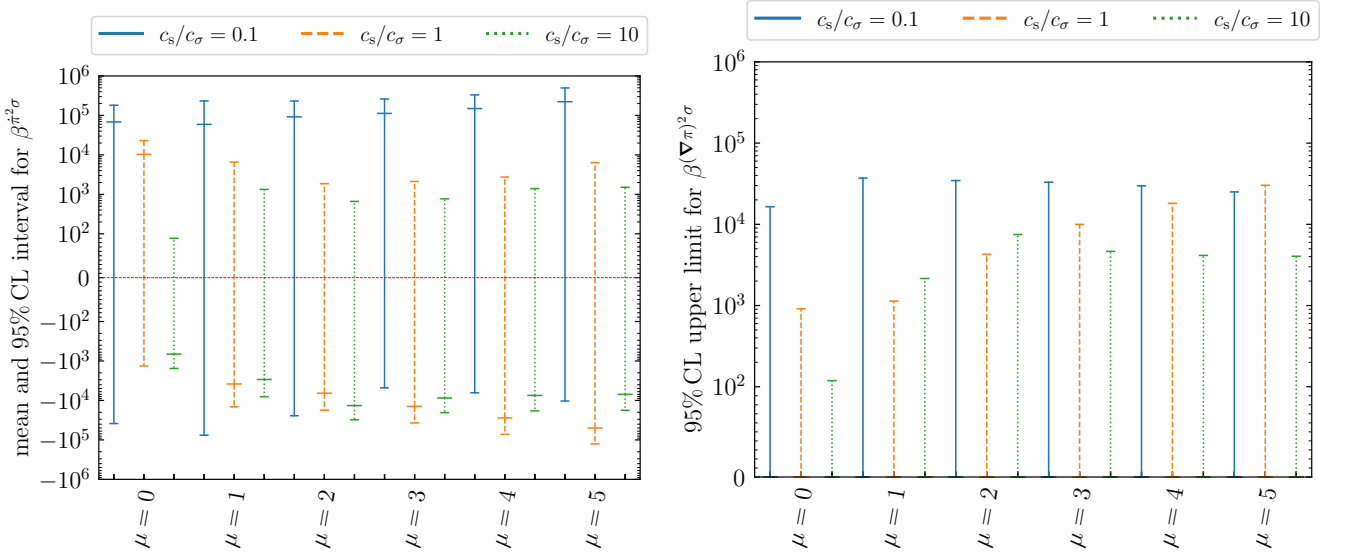 c_s/c_σ = 0.1 c_s/c_σ = 1 c_s/c_σ = 10
mean and 95% CL interval for β^{\dot{π}^2σ}
10^6
10^5
10^4
10^3
10^2
0
−10^2
−10^3
−10^4
−10^5
−10^6
μ = 0
μ = 1
μ = 2
μ = 3
μ = 4
μ = 5
c_s/c_σ = 0.1 c_s/c_σ = 1 c_s/c_σ = 10
95% CL upper limit for β^{(∇π)^2σ}
10^6
10^5
10^4
10^3
10^2
0
μ = 0
μ = 1
μ = 2
μ = 3
μ = 4
μ = 5